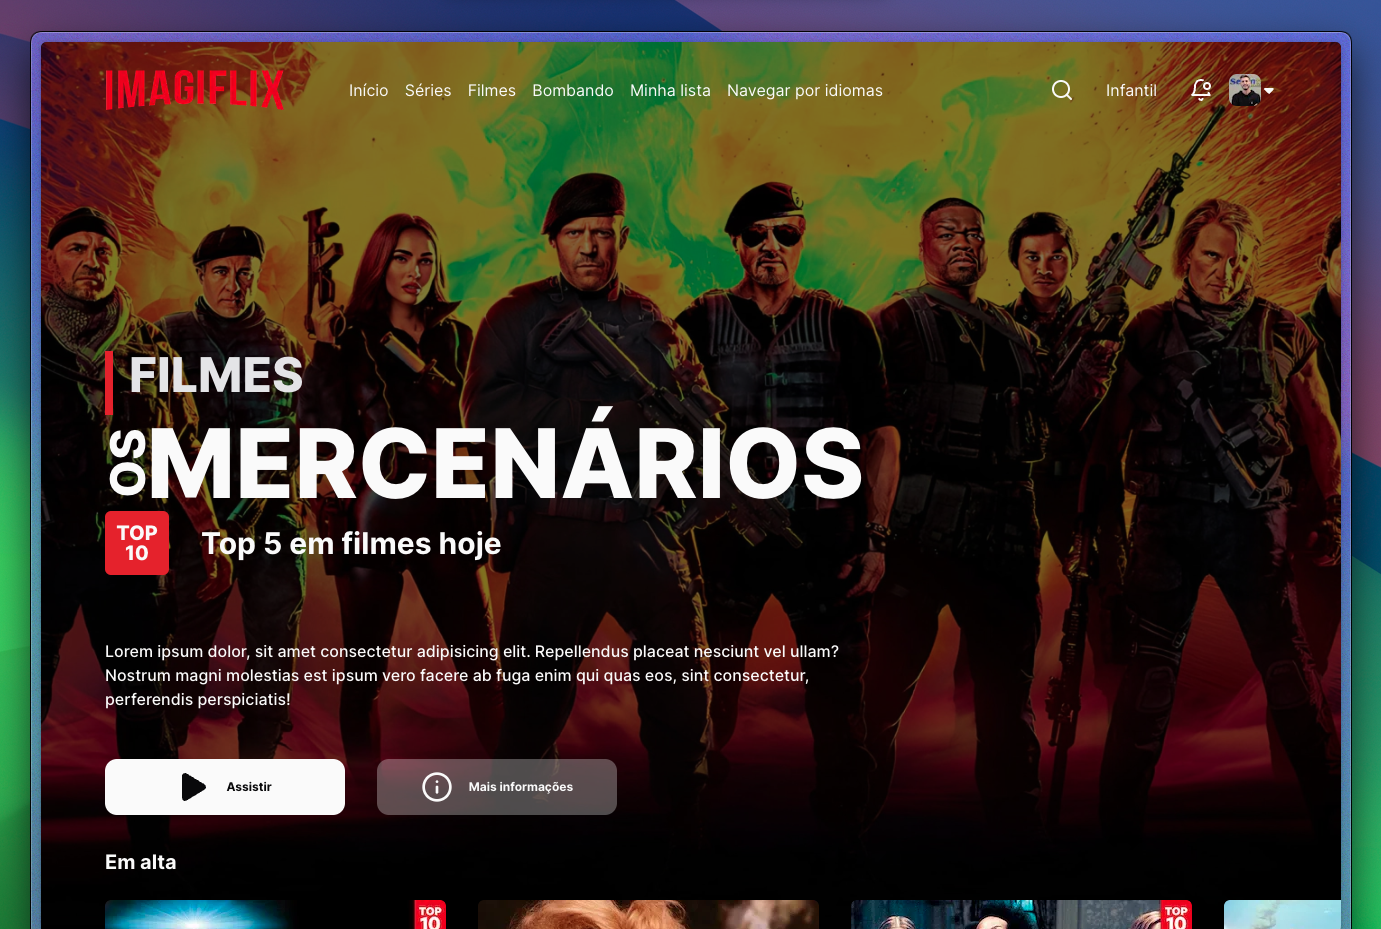 IMAGIFLIX
Início Séries Filmes Bombando Minha lista Navegar por idiomas Infantil
FILMES
OS MERCENÁRIOS
TOP
10
Top 5 em filmes hoje
Lorem ipsum dolor, sit amet consectetur adipisicing elit. Repellendus placeat nesciunt vel ullam?
Nostrum magni molestias est ipsum vero facere ab fuga enim qui quas eos, sint consectetur,
perferendis perspiciatis!
Assistir
Mais informações
Em alta
TOP
10
TOP
10